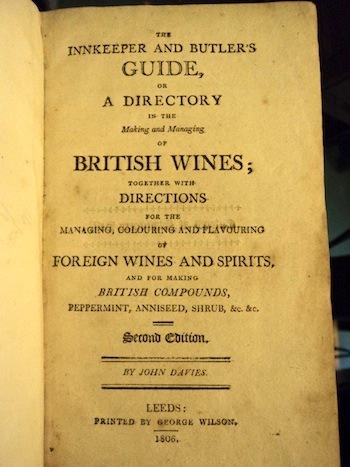 THE
INNKEEPER AND BUTLER'S
GUIDE,
OR
A DIRECTORY
IN THE
Making and Managing
OF
BRITISH WINES;
TOGETHER WITH
DIRECTIONS
FOR THE
MANAGING, COLOURING AND FLAVOURING
OF
FOREIGN WINES AND SPIRITS,
AND FOR MAKING
BRITISH COMPOUNDS,
PEPPERMINT, ANNISEED, SHRUB, &c. &c.
Second Edition.
BY JOHN DAVIES.
LEEDS:
PRINTED BY GEORGE WILSON.
1806.